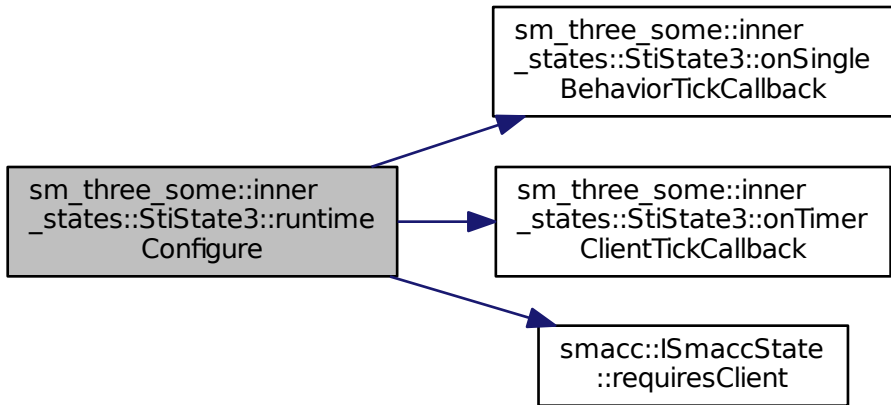 sm_three_some::inner
_states::StiState3::runtime
Configure
sm_three_some::inner
_states::StiState3::onSingle
BehaviorTickCallback
sm_three_some::inner
_states::StiState3::onTimer
ClientTickCallback
smacc::ISmaccState
::requiresClient